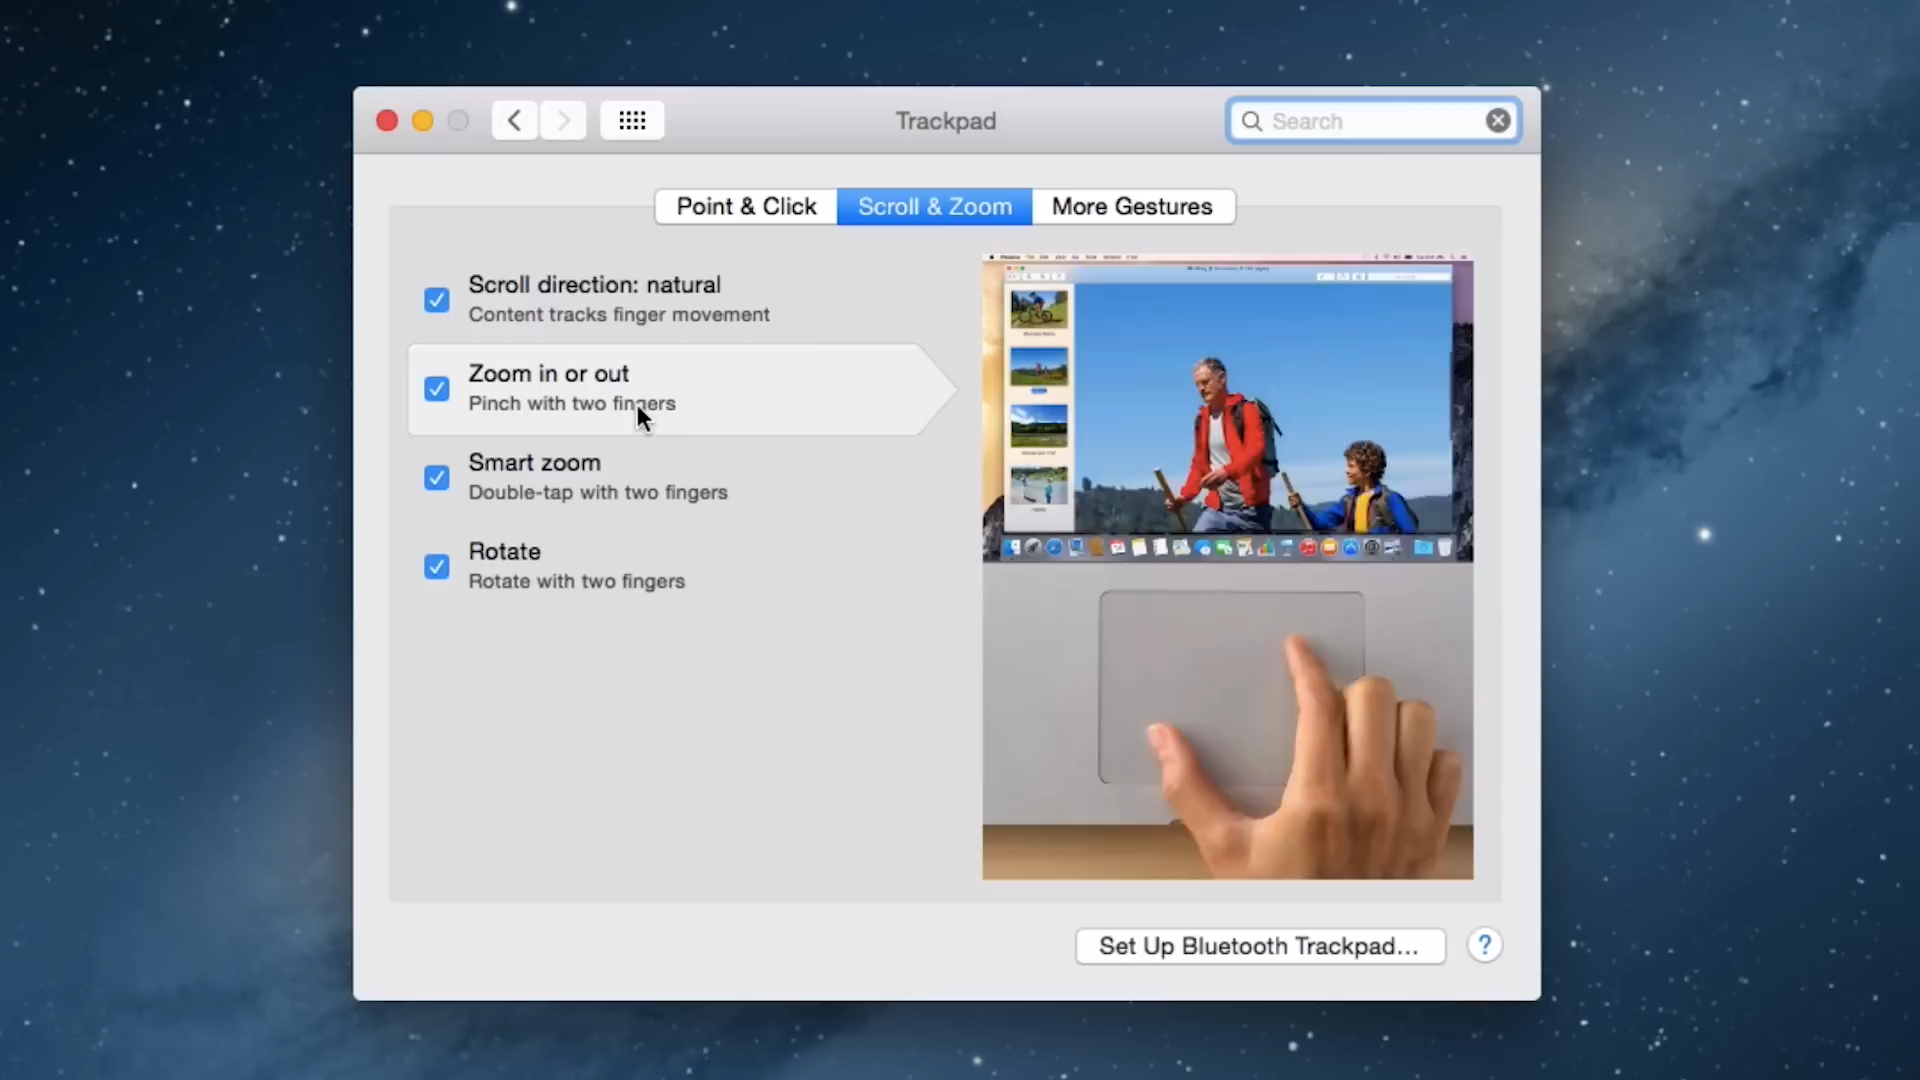 Trackpad
Search
Point & Click
Scroll & Zoom
More Gestures
Scroll direction: natural
Content tracks finger movement
Zoom in or out
Pinch with two fingers
Smart zoom
Double-tap with two fingers
Rotate
Rotate with two fingers
Set Up Bluetooth Trackpad...
?